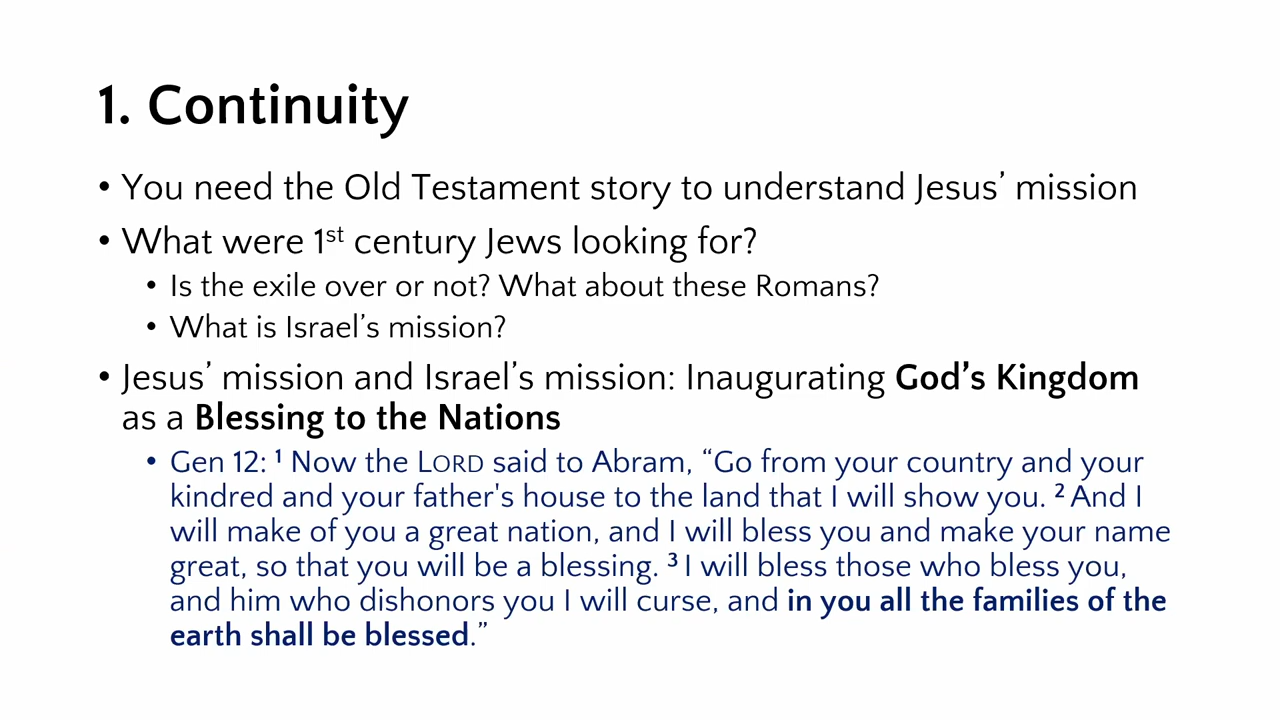 1. Continuity
• You need the Old Testament story to understand Jesus’ mission
• What were 1st century Jews looking for?
• Is the exile over or not? What about these Romans?
• What is Israel’s mission?
• Jesus’ mission and Israel’s mission: Inaugurating God’s Kingdom
as a Blessing to the Nations
• Gen 12: 1 Now the LORD said to Abram, “Go from your country and your
kindred and your father's house to the land that I will show you. 2 And I
will make of you a great nation, and I will bless you and make your name
great, so that you will be a blessing. 3 I will bless those who bless you,
and him who dishonors you I will curse, and in you all the families of the
earth shall be blessed.”